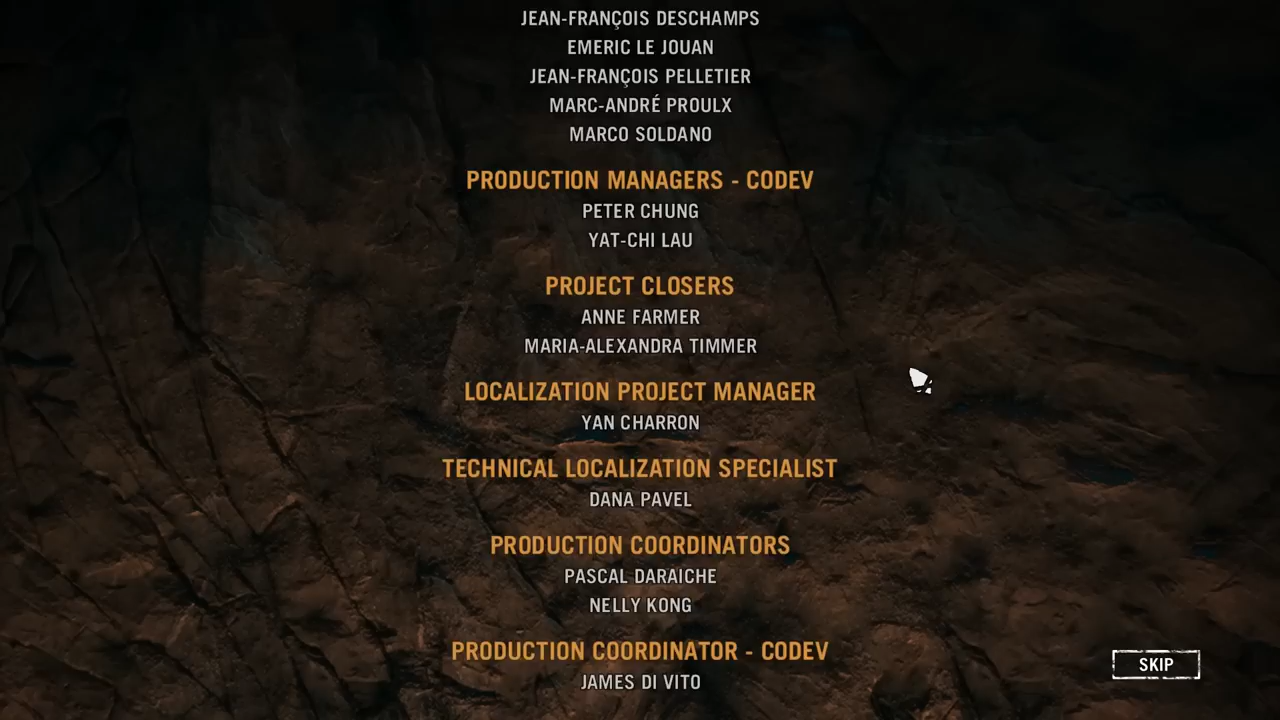 JEAN-FRANÇOIS DESCHAMPS
EMERIC LE JOUAN
JEAN-FRANÇOIS PELLETIER
MARC-ANDRÉ PROULX
MARCO SOLDANO
PRODUCTION MANAGERS - CODEV
PETER CHUNG
YAT-CHI LAU
PROJECT CLOSERS
ANNE FARMER
MARIA-ALEXANDRA TIMMER
LOCALIZATION PROJECT MANAGER
YAN CHARRON
TECHNICAL LOCALIZATION SPECIALIST
DANA PAVEL
PRODUCTION COORDINATORS
PASCAL DARAICHE
NELLY KONG
PRODUCTION COORDINATOR - CODEV
JAMES DI VITO
SKIP